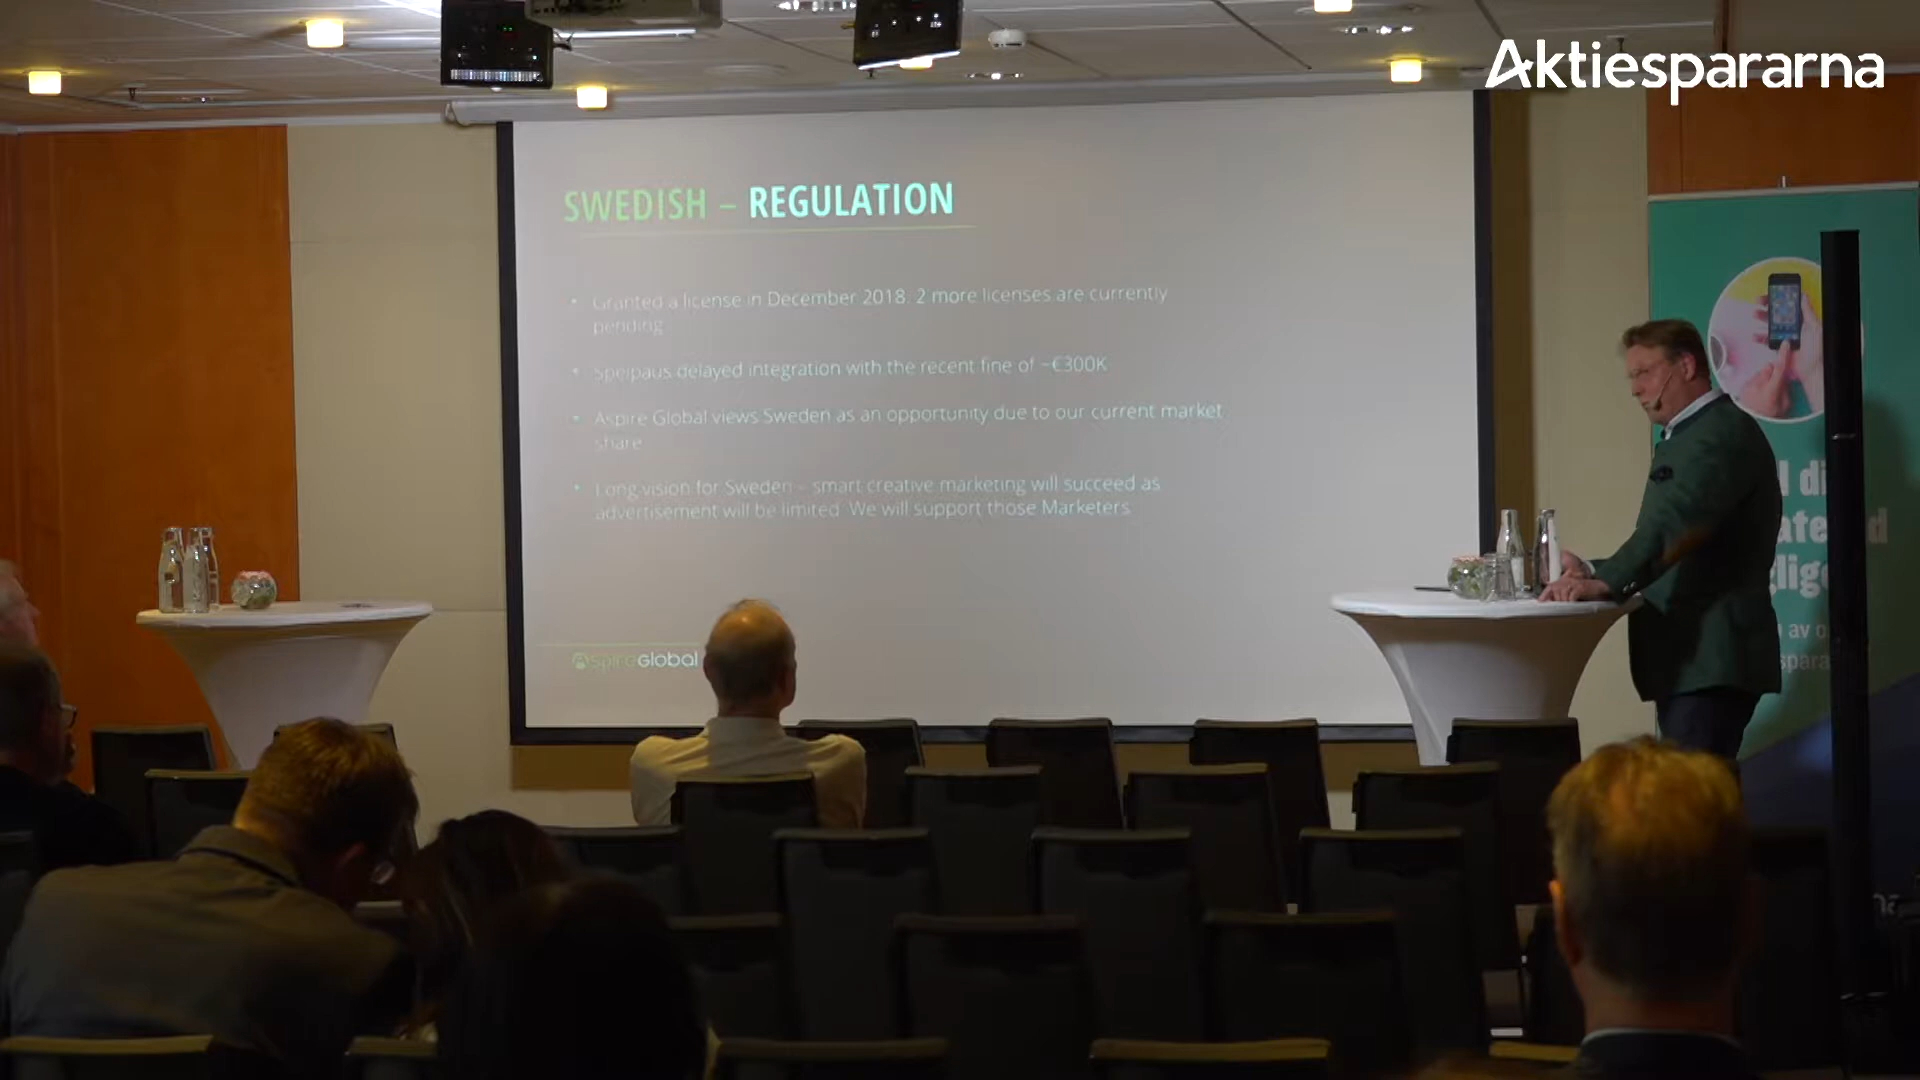 Aktiespararna
SWEDISH – REGULATION
• Granted a license in December 2018. 2 more licenses are currently
pending
• Spelpaus delayed integration with the recent fine of ~€300K
• Aspire Global views Sweden as an opportunity due to our current market
share
• Long vision for Sweden – smart creative marketing will succeed as
advertisement will be limited. We will support those Marketers
AspireGlobal
av